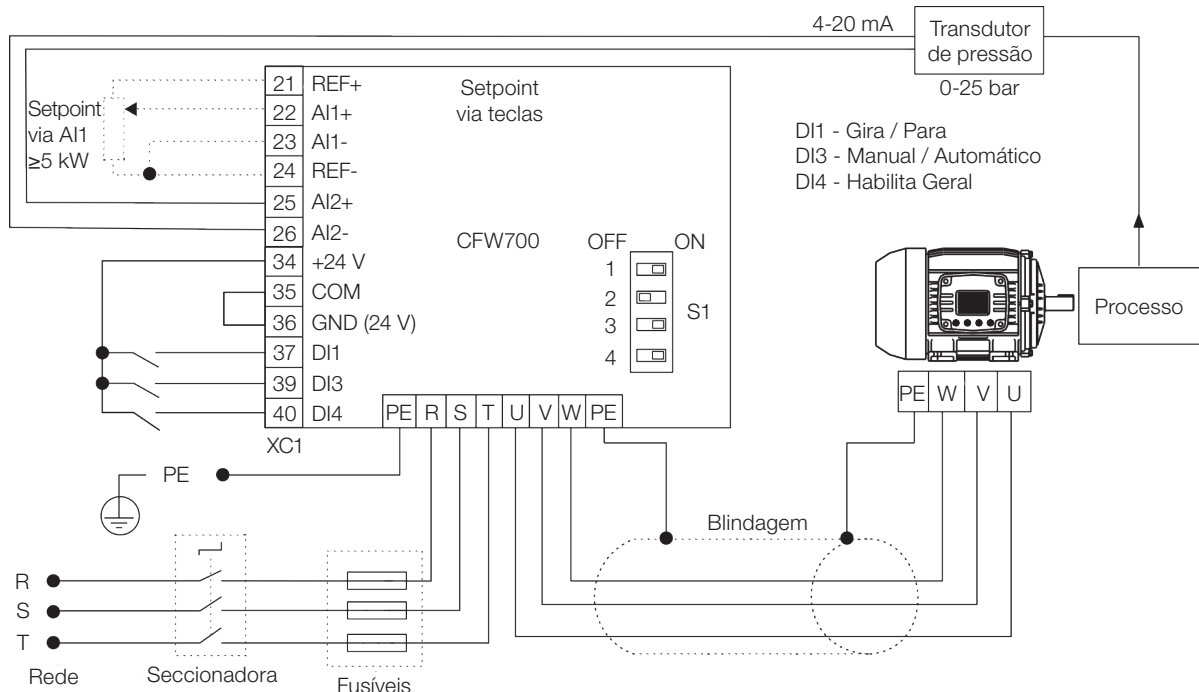 4-20 mA
Transdutor
de pressão
0-25 bar
21 REF+
22 AI1+
23 AI1-
24 REF-
25 AI2+
26 AI2-
34 +24 V
35 COM
36 GND (24 V)
37 DI1
39 DI3
40 DI4
XC1
Setpoint
via AI1
≥5 kW
Setpoint
via teclas
CFW700
OFF ON
1
2
3
4
S1
DI1 - Gira / Para
DI3 - Manual / Automático
DI4 - Habilita Geral
Processo
PE R S T U V W PE
PE W V U
PE
Blindagem
R
S
T
Rede
Seccionadora
Fusíveis